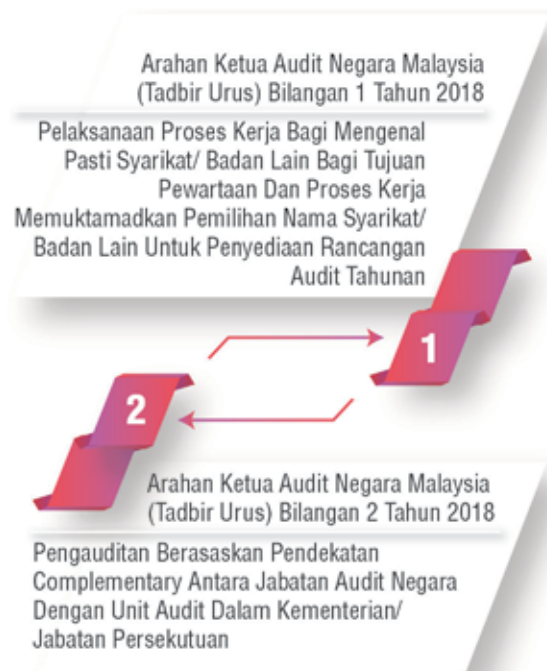 Arahan Ketua Audit Negara Malaysia
(Tadbir Urus) Bilangan 1 Tahun 2018
Pelaksanaan Proses Kerja Bagi Mengenal
Pasti Syarikat/ Badan Lain Bagi Tujuan
Pewartaan Dan Proses Kerja
Memuktamadkan Pemilihan Nama Syarikat/
Badan Lain Untuk Penyediaan Rancangan
Audit Tahunan
1
2
Arahan Ketua Audit Negara Malaysia
(Tadbir Urus) Bilangan 2 Tahun 2018
Pengauditan Berasaskan Pendekatan
Complementary Antara Jabatan Audit Negara
Dengan Unit Audit Dalam Kementerian/
Jabatan Persekutuan